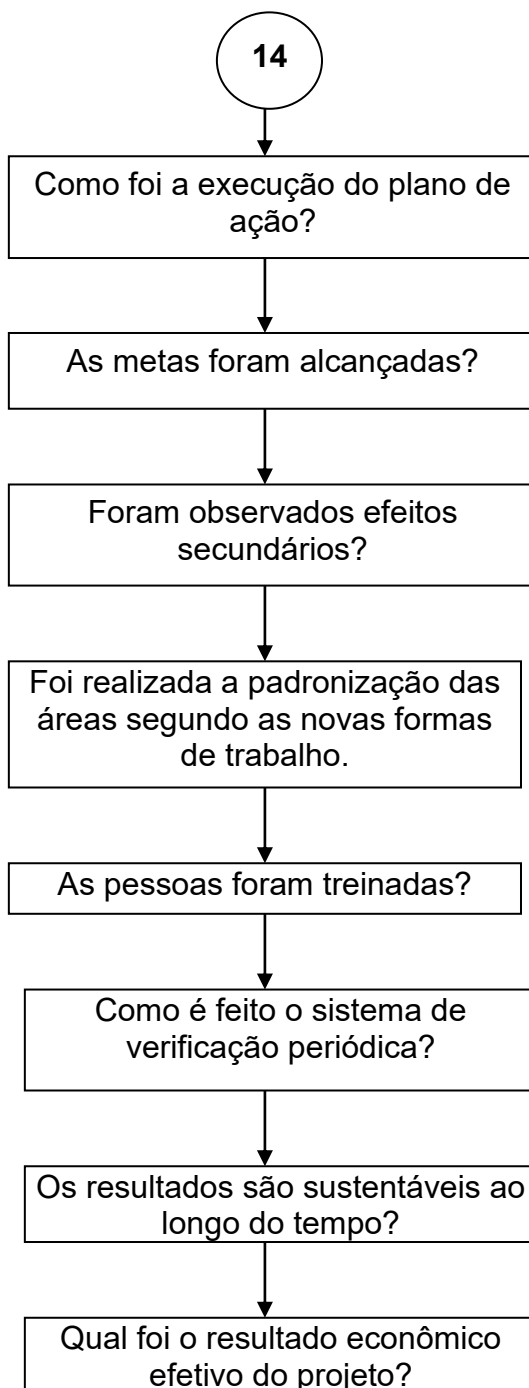 14
Como foi a execução do plano de
ação?
As metas foram alcançadas?
Foram observados efeitos
secundários?
Foi realizada a padronização das
áreas segundo as novas formas
de trabalho.
As pessoas foram treinadas?
Como é feito o sistema de
verificação periódica?
Os resultados são sustentáveis ao
longo do tempo?
Qual foi o resultado econômico
efetivo do projeto?